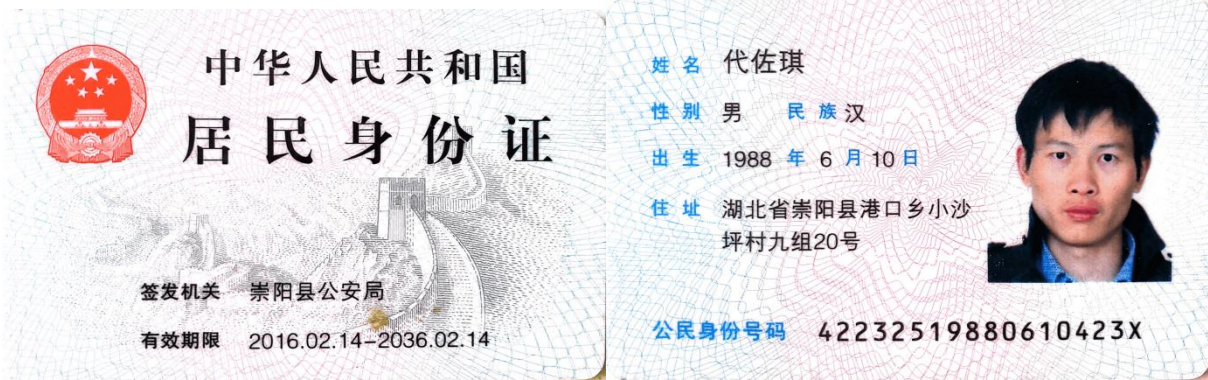 中华人民共和国
居民身份证
签发机关 崇阳县公安局
有效期限 2016.02.14-2036.02.14
姓名 代佐琪
性别 男 民族 汉
出生 1988 年 6 月 10 日
住址 湖北省崇阳县港口乡小沙
坪村九组20号
公民身份号码 42232519880610423X